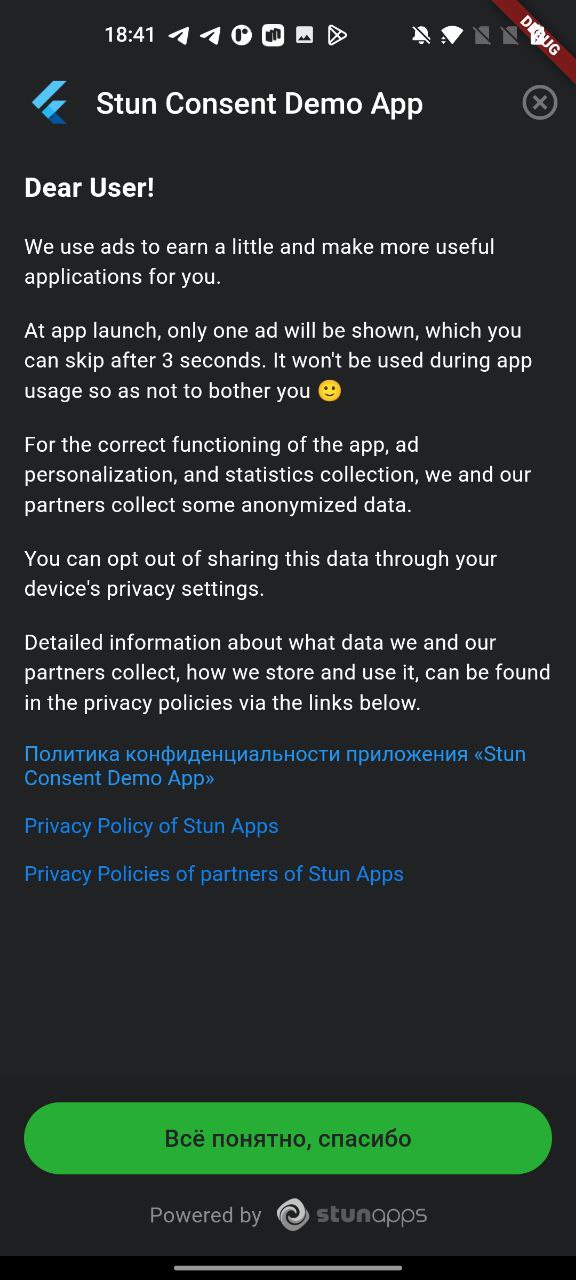 18:41
DEBUG
Stun Consent Demo App
Dear User!
We use ads to earn a little and make more useful
applications for you.
At app launch, only one ad will be shown, which you
can skip after 3 seconds. It won't be used during app
usage so as not to bother you 🙂
For the correct functioning of the app, ad
personalization, and statistics collection, we and our
partners collect some anonymized data.
You can opt out of sharing this data through your
device's privacy settings.
Detailed information about what data we and our
partners collect, how we store and use it, can be found
in the privacy policies via the links below.
Политика конфиденциальности приложения «Stun
Consent Demo App»
Privacy Policy of Stun Apps
Privacy Policies of partners of Stun Apps
Всё понятно, спасибо
Powered by stunapps